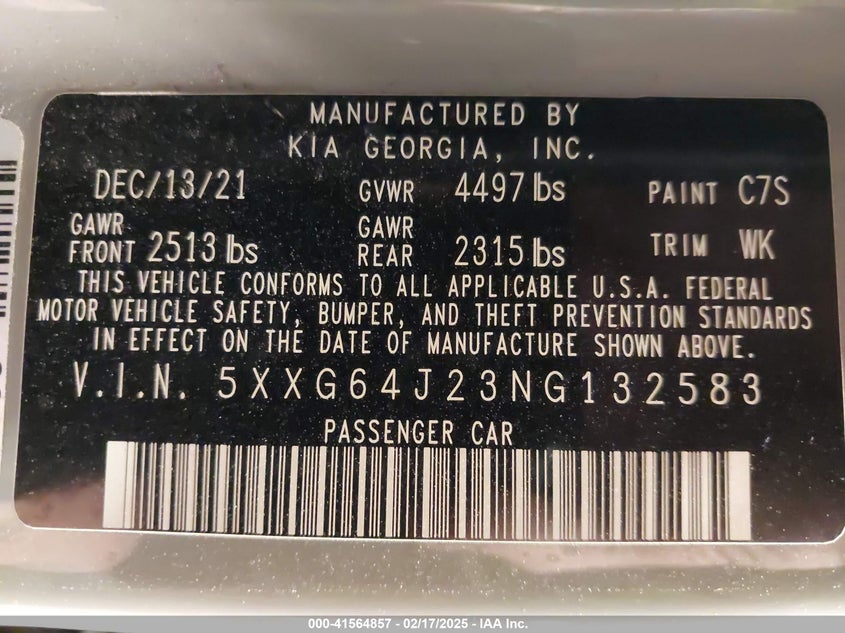 MANUFACTURED BY
KIA GEORGIA, INC.
DEC/13/21 GVWR 4497 lbs PAINT C7S
GAWR FRONT 2513 lbs GAWR REAR 2315 lbs TRIM WK
THIS VEHICLE CONFORMS TO ALL APPLICABLE U.S.A. FEDERAL
MOTOR VEHICLE SAFETY, BUMPER, AND THEFT PREVENTION STANDARDS
IN EFFECT ON THE DATE OF MANUFACTURE SHOWN ABOVE.
V.I.N. 5XXG64J23NG132583
PASSENGER CAR
000-41564857 - 02/17/2025 - IAA Inc.